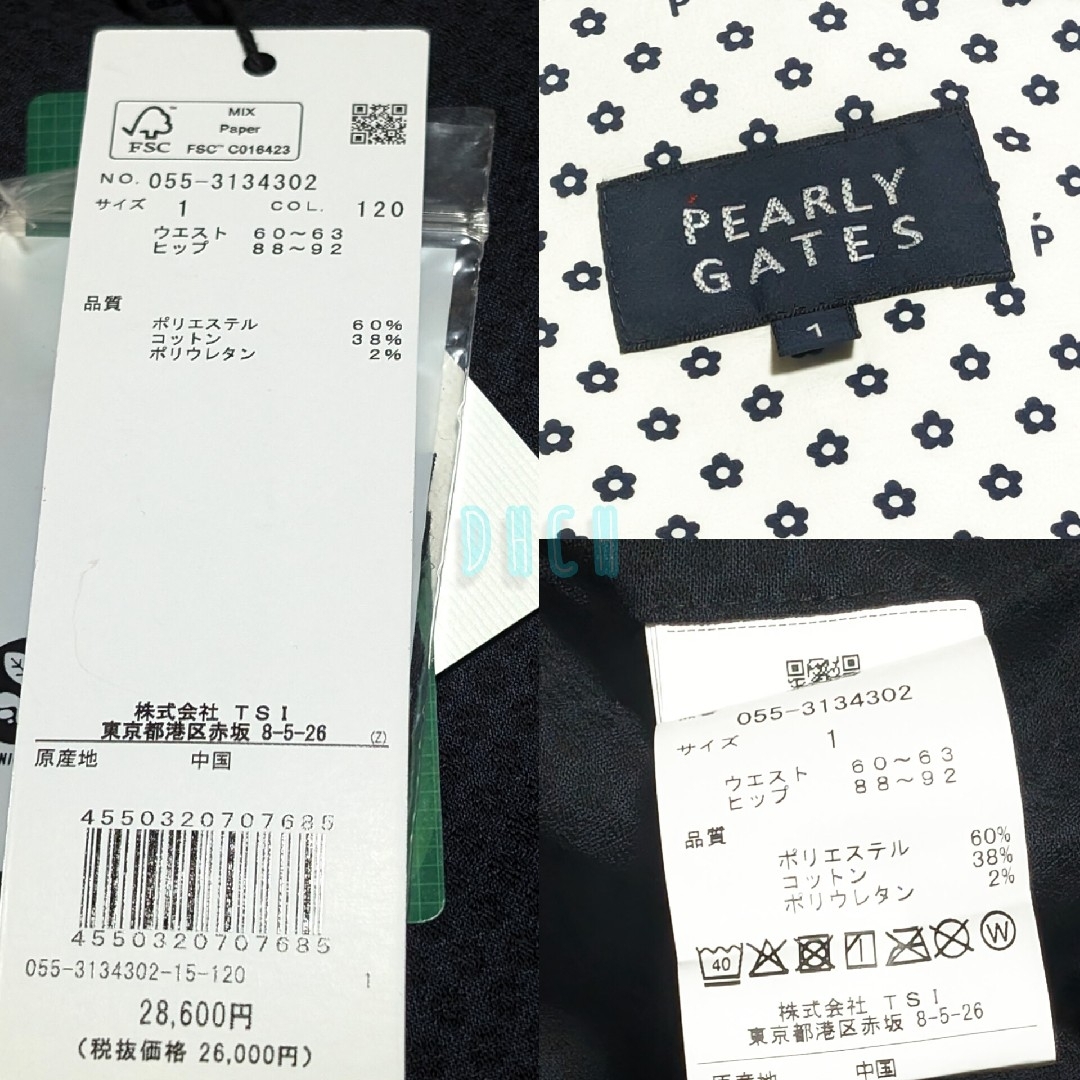 MIX
Paper
FSC™ C016423
FSC
NO. 055-3134302
サイズ 1 COL. 120
ウエスト 60～63
ヒップ 88～92
品質
ポリエステル 60%
コットン 38%
ポリウレタン 2%
株式会社 TSI
東京都港区赤坂 8-5-26 (Z)
原産地 中国
4550320707685
4550320707685
055-3134302-15-120 1
28,600円
(税抜価格 26,000円)
PEARLY
GATES
1
DHCH
055-3134302
サイズ 1
ウエスト 60～63
ヒップ 88～92
品質
ポリエステル 60%
コットン 38%
ポリウレタン 2%
40 W
株式会社 TSI
東京都港区赤坂 8-5-26
原産地 中国